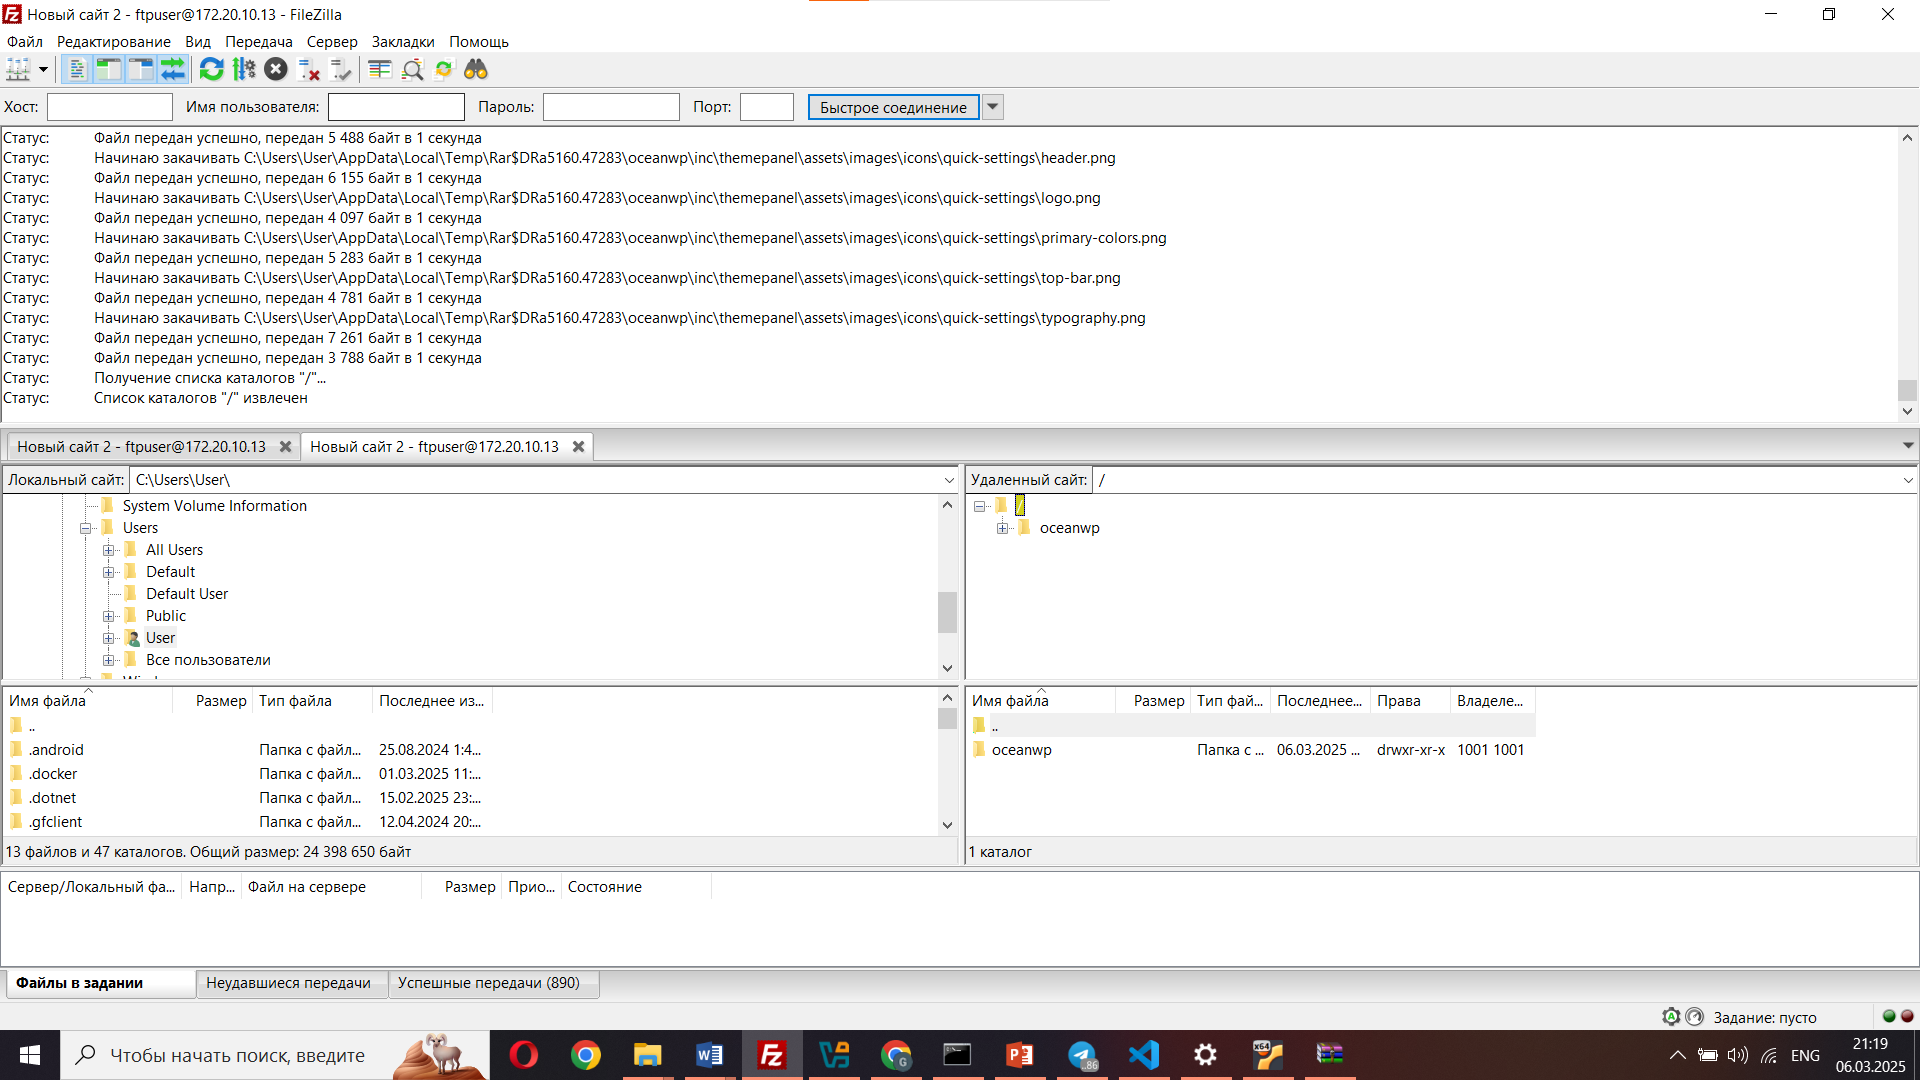 Новый сайт 2 - ftpuser@172.20.10.13 - FileZilla
Файл Редактирование Вид Передача Сервер Закладки Помощь
Хост: Имя пользователя: Пароль: Порт: Быстрое соединение
Статус: Файл передан успешно, передан 5 488 байт в 1 секунда
Статус: Начинаю закачивать C:\Users\User\AppData\Local\Temp\Rar$DRa5160.47283\oceanwp\inc\themepanel\assets\images\icons\quick-settings\header.png
Статус: Файл передан успешно, передан 6 155 байт в 1 секунда
Статус: Начинаю закачивать C:\Users\User\AppData\Local\Temp\Rar$DRa5160.47283\oceanwp\inc\themepanel\assets\images\icons\quick-settings\logo.png
Статус: Файл передан успешно, передан 4 097 байт в 1 секунда
Статус: Начинаю закачивать C:\Users\User\AppData\Local\Temp\Rar$DRa5160.47283\oceanwp\inc\themepanel\assets\images\icons\quick-settings\primary-colors.png
Статус: Файл передан успешно, передан 5 283 байт в 1 секунда
Статус: Начинаю закачивать C:\Users\User\AppData\Local\Temp\Rar$DRa5160.47283\oceanwp\inc\themepanel\assets\images\icons\quick-settings\top-bar.png
Статус: Файл передан успешно, передан 4 781 байт в 1 секунда
Статус: Начинаю закачивать C:\Users\User\AppData\Local\Temp\Rar$DRa5160.47283\oceanwp\inc\themepanel\assets\images\icons\quick-settings\typography.png
Статус: Файл передан успешно, передан 7 261 байт в 1 секунда
Статус: Файл передан успешно, передан 3 788 байт в 1 секунда
Статус: Получение списка каталогов "/"...
Статус: Список каталогов "/" извлечен
Новый сайт 2 - ftpuser@172.20.10.13 Новый сайт 2 - ftpuser@172.20.10.13
Локальный сайт: C:\Users\User\
System Volume Information
Users
All Users
Default
Default User
Public
User
Все пользователи
Удаленный сайт: /
/
oceanwp
Имя файла Размер Тип файла Последнее из...
..
.android Папка с файл... 25.08.2024 1:4...
.docker Папка с файл... 01.03.2025 11:...
.dotnet Папка с файл... 15.02.2025 23:...
.gfclient Папка с файл... 12.04.2024 20:...
13 файлов и 47 каталогов. Общий размер: 24 398 650 байт
Имя файла Размер Тип фай... Последнее... Права Владеле...
..
oceanwp Папка с ... 06.03.2025 ... drwxr-xr-x 1001 1001
1 каталог
Сервер/Локальный фа... Напр... Файл на сервере Размер Прио... Состояние
Файлы в задании Неудавшиеся передачи Успешные передачи (890)
Задание: пусто
Чтобы начать поиск, введите
ENG
21:19
06.03.2025